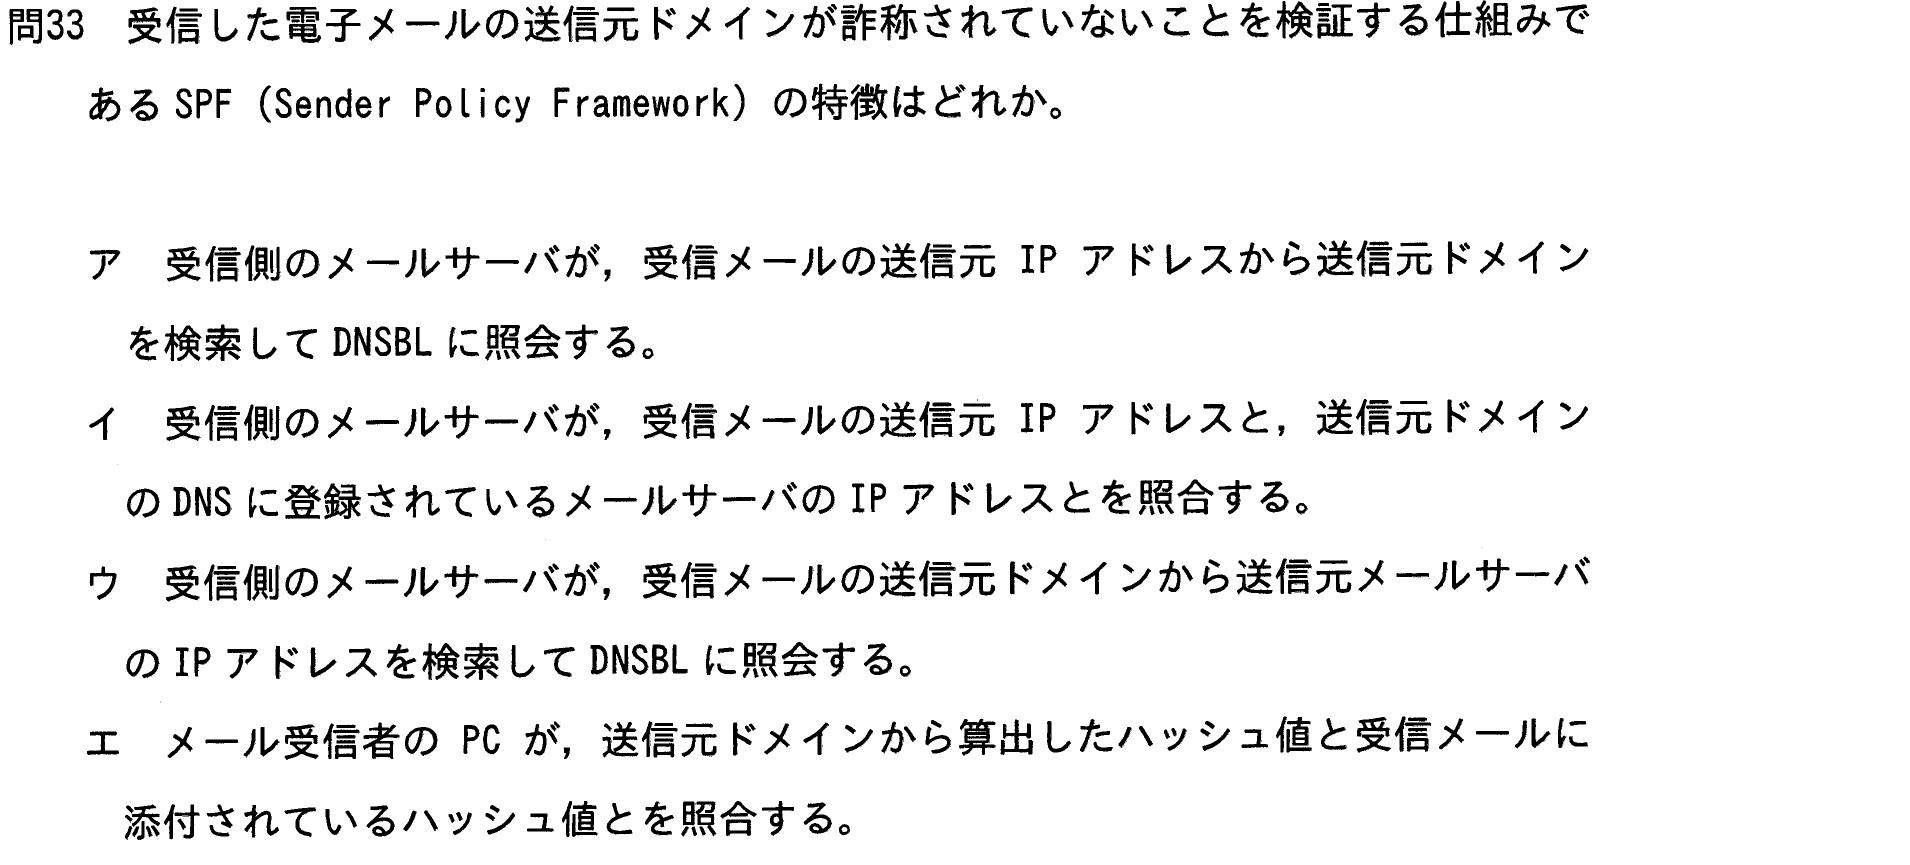 問33 受信した電子メールの送信元ドメインが詐称されていないことを検証する仕組みで
ある SPF（Sender Policy Framework）の特徴はどれか。
ア 受信側のメールサーバが，受信メールの送信元 IP アドレスから送信元ドメイン
を検索して DNSBL に照会する。
イ 受信側のメールサーバが，受信メールの送信元 IP アドレスと，送信元ドメイン
の DNS に登録されているメールサーバの IP アドレスとを照合する。
ウ 受信側のメールサーバが，受信メールの送信元ドメインから送信元メールサーバ
の IP アドレスを検索して DNSBL に照会する。
エ メール受信者の PC が，送信元ドメインから算出したハッシュ値と受信メールに
添付されているハッシュ値とを照合する。